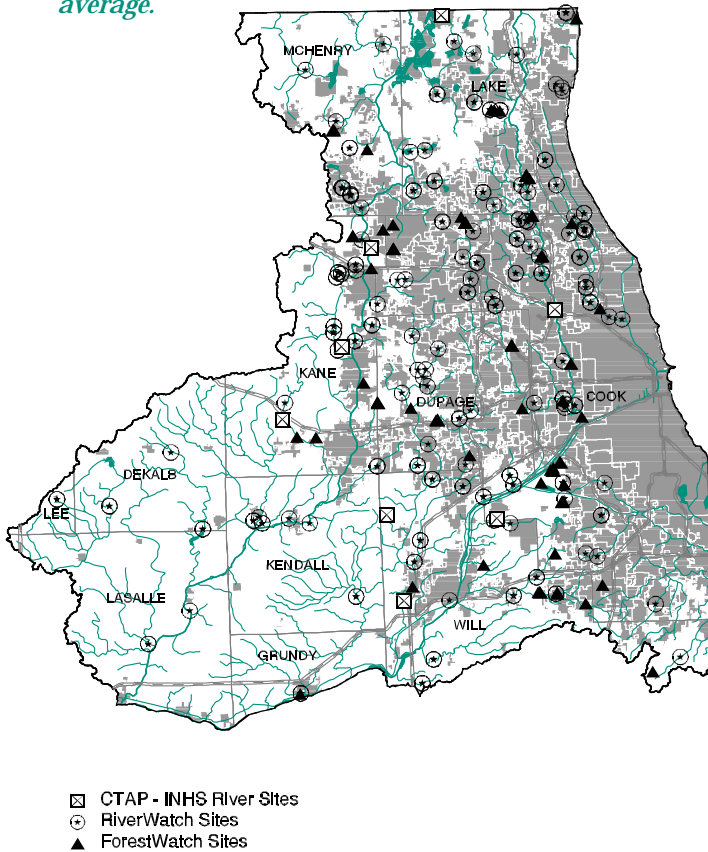 average.
MCHENRY
LAKE
KANE
DUPAGE
COOK
DEKALB
LEE
KENDALL
LASALLE
WILL
GRUNDY
CTAP - INHS River Sites
RiverWatch Sites
ForestWatch Sites